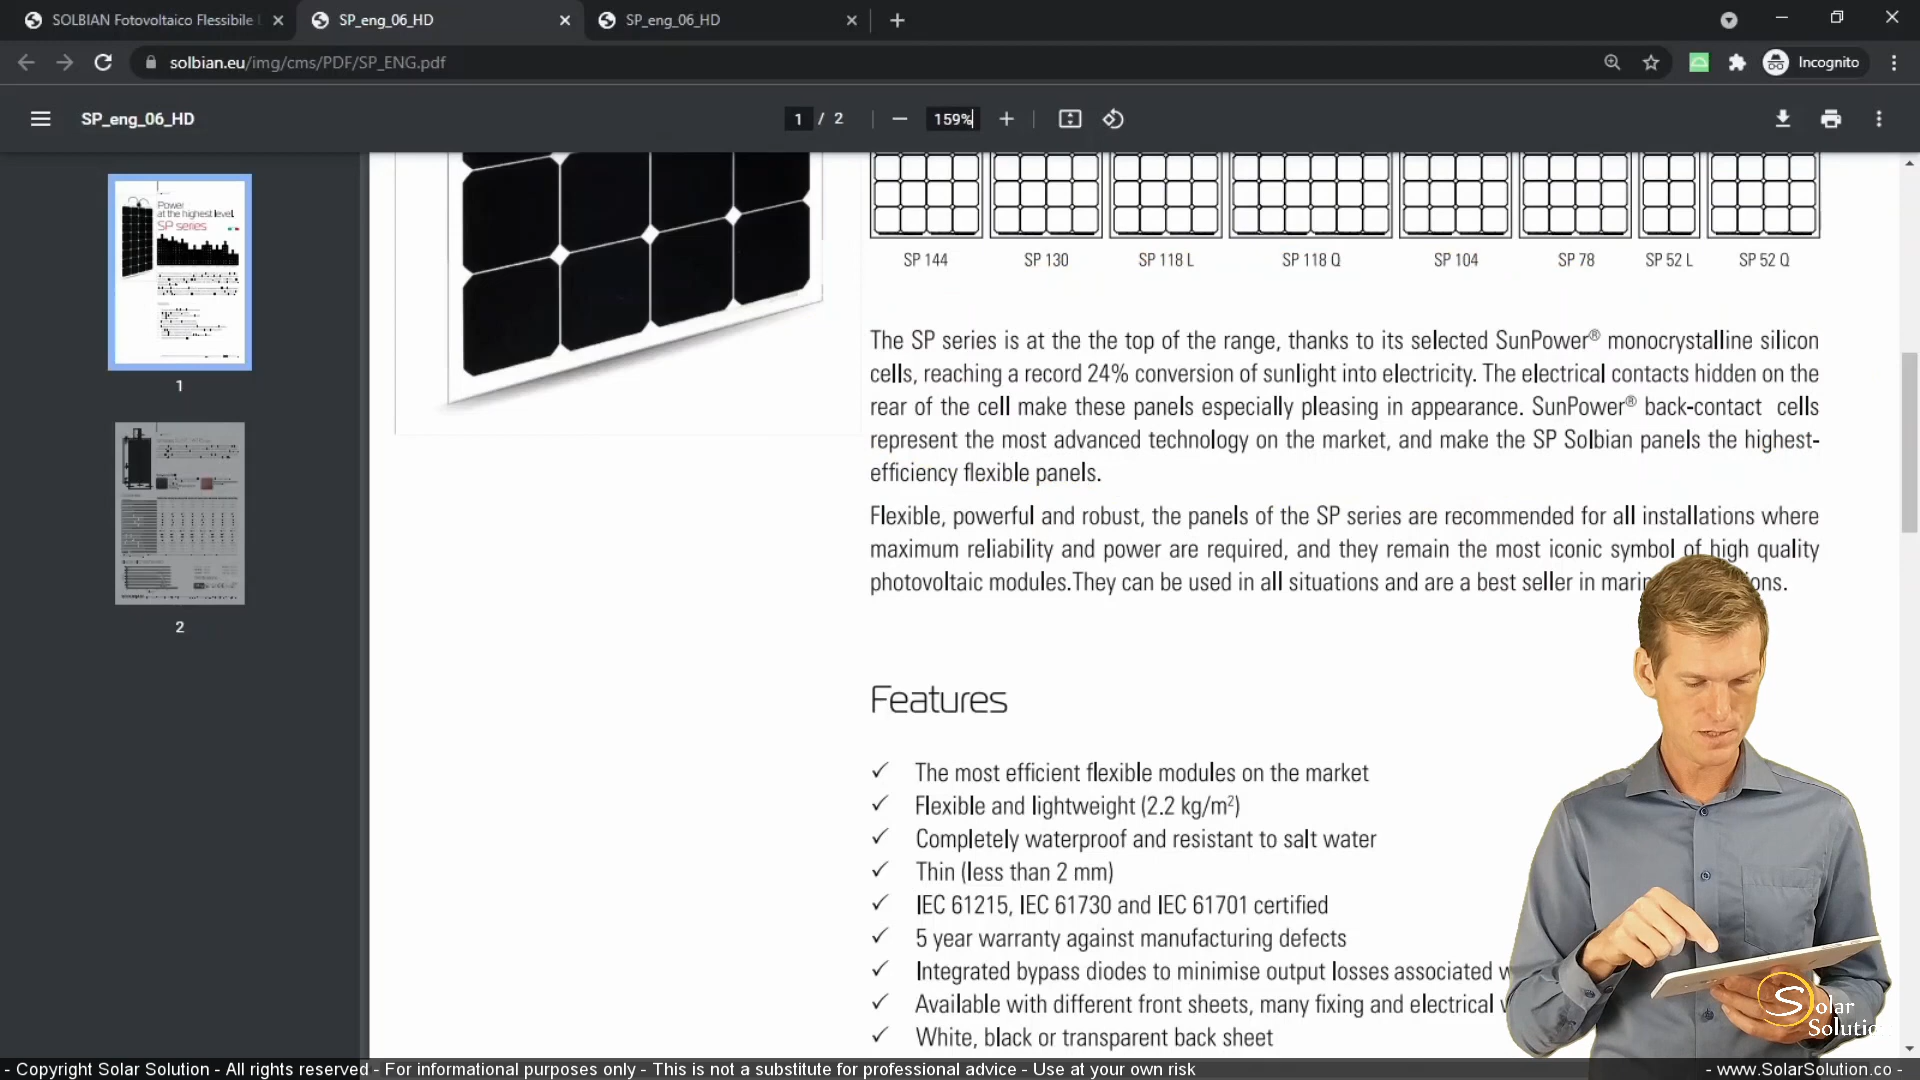 SOLBIAN Fotovoltaico Flessibile
SP_eng_06_HD
SP_eng_06_HD
solbian.eu/img/cms/PDF/SP_ENG.pdf
Incognito
SP_eng_06_HD
1 / 2
159%
Power
at the highest level.
SP series
1
2
SP 144 SP 130 SP 118 L SP 118 Q SP 104 SP 78 SP 52 L SP 52 Q
The SP series is at the the top of the range, thanks to its selected SunPower® monocrystalline silicon
cells, reaching a record 24% conversion of sunlight into electricity. The electrical contacts hidden on the
rear of the cell make these panels especially pleasing in appearance. SunPower® back-contact cells
represent the most advanced technology on the market, and make the SP Solbian panels the highest-
efficiency flexible panels.
Flexible, powerful and robust, the panels of the SP series are recommended for all installations where
maximum reliability and power are required, and they remain the most iconic symbol of high quality
photovoltaic modules.They can be used in all situations and are a best seller in
Features
✓ The most efficient flexible modules on the market
✓ Flexible and lightweight (2.2 kg/m²)
✓ Completely waterproof and resistant to salt water
✓ Thin (less than 2 mm)
✓ IEC 61215, IEC 61730 and IEC 61701 certified
✓ 5 year warranty against manufacturing defects
✓ Integrated bypass diodes to minimise output losses associated
✓ Available with different front sheets, many fixing and electrical
✓ White, black or transparent back sheet
Solar
- Copyright Solar Solution - All rights reserved - For informational purposes only - This is not a substitute for professional advice - Use at your own risk
- www.SolarSolution.co -